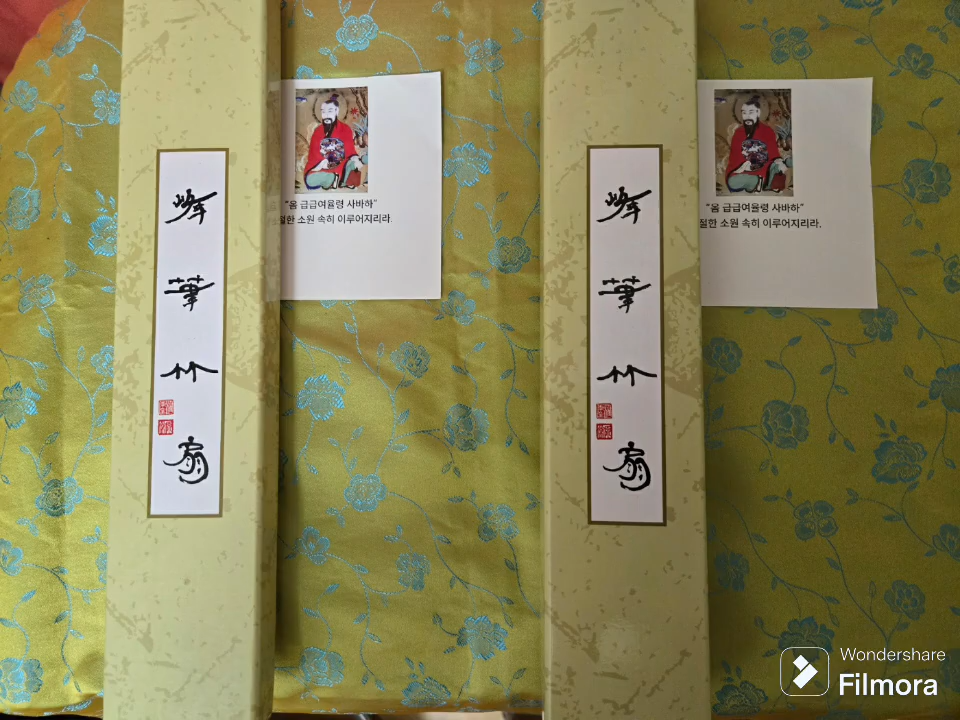 竹扇
"옴 급급여율령 사바하"
절한 소원 속히 이루어지리라.
竹扇
"옴 급급여율령 사바하"
절한 소원 속히 이루어지리라.
Wondershare
Filmora